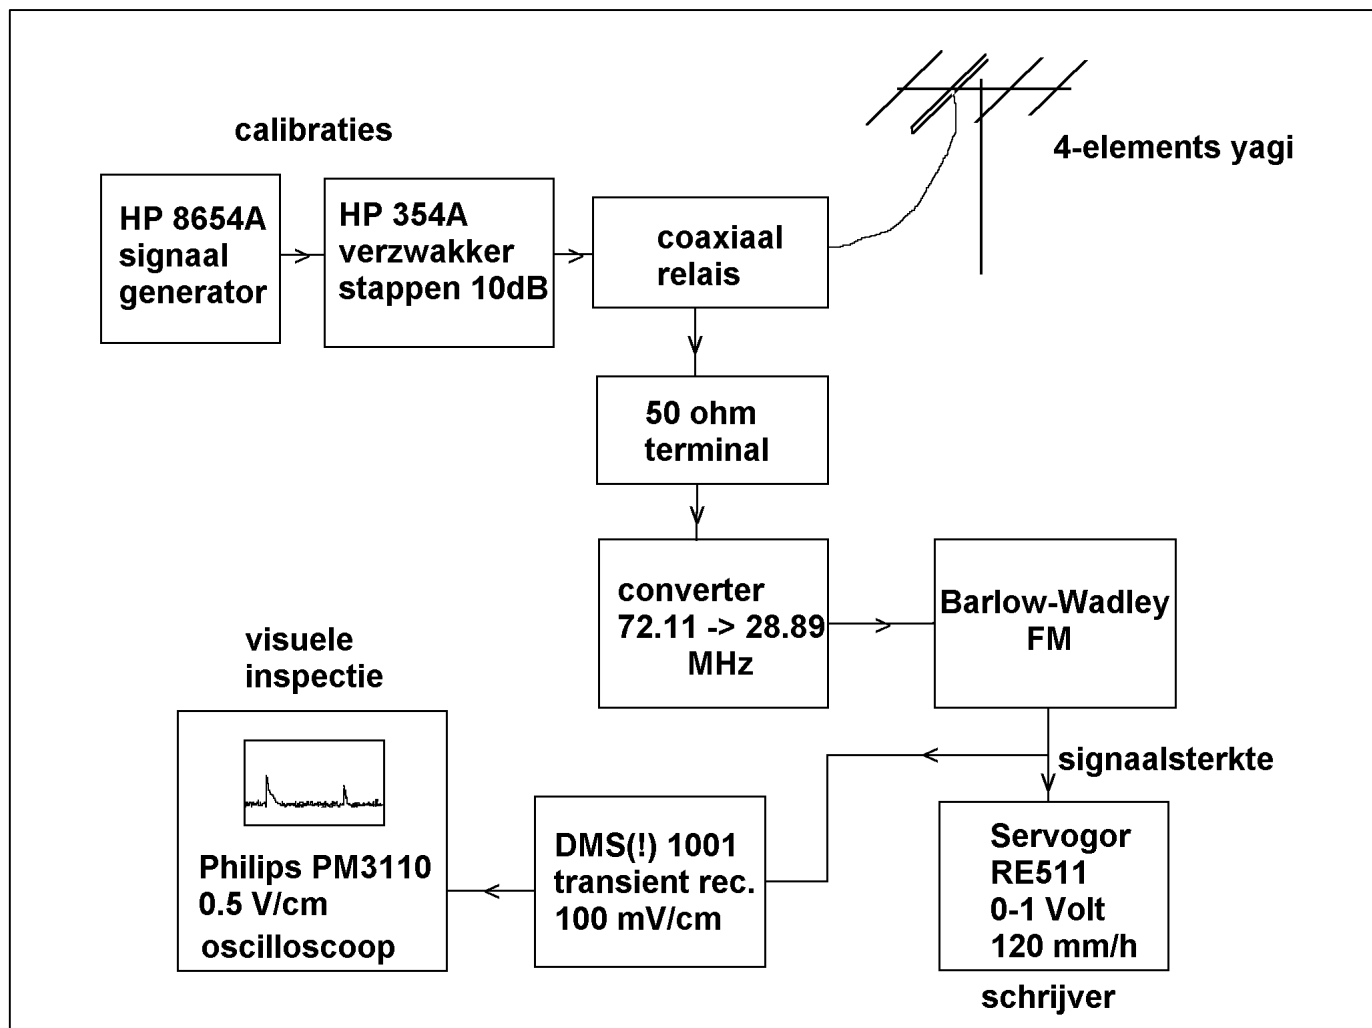 calibraties
4-elements yagi
HP 8654A
signaal
generator
HP 354A
verzwakker
stappen 10dB
coaxiaal
relais
50 ohm
terminal
converter
72.11 -> 28.89
MHz
Barlow-Wadley
FM
visuele
inspectie
signaalsterkte
Philips PM3110
0.5 V/cm
oscilloscoop
DMS(!) 1001
transient rec.
100 mV/cm
Servogor
RE511
0-1 Volt
120 mm/h
schrijver